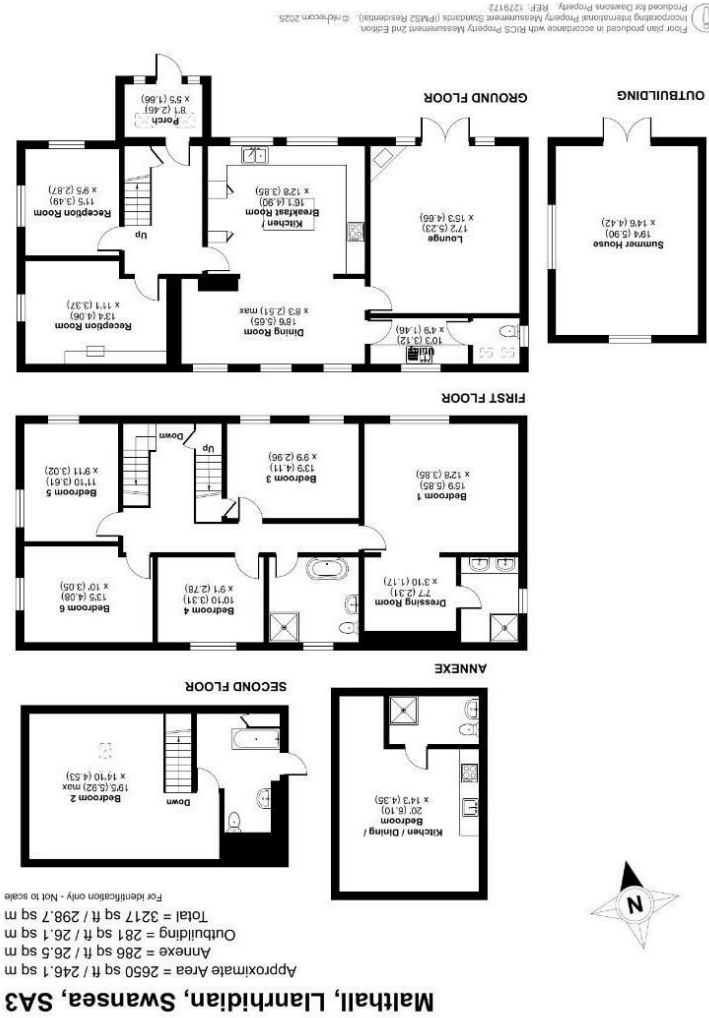 Malthall, Llanrhidian, Swansea, SA3
Approximate Area = 2650 sq ft / 246.1 sq m
Annexe = 286 sq ft / 26.5 sq m
Outbuilding = 281 sq ft / 26.1 sq m
Total = 3217 sq ft / 298.7 sq m
For identification only - Not to scale
N
Kitchen / Dining /
Bedroom
20' (6.10)
x 14'3 (4.35)
ANNEXE
Down
Bedroom 2
19'5 (5.92) max
x 14'10 (4.53)
SECOND FLOOR
Dressing Room
7'7 (2.31)
x 3'10 (1.17)
Bedroom 4
10'10 (3.31)
x 9'1 (2.78)
Bedroom 6
13'5 (4.08)
x 10' (3.05)
Bedroom 1
15'9 (5.85)
x 12'8 (3.85)
Bedroom 3
13'9 (4.11)
x 9'9 (2.96)
Up
Down
Bedroom 5
11'10 (3.61)
x 9'11 (3.02)
FIRST FLOOR
Utility
10'3 (3.12)
x 4'9 (1.46)
Dining Room
18'6 (5.65)
x 8'3 (2.51) max
Reception Room
13'4 (4.06)
x 11'1 (3.37)
Summer House
19'4 (5.90)
x 14'6 (4.42)
Lounge
17'2 (5.23)
x 15'3 (4.66)
Kitchen /
Breakfast Room
16'1 (4.90)
x 12'8 (3.85)
Up
Reception Room
11'5 (3.49)
x 9'5 (2.87)
Porch
8'1 (2.46)
x 5'5 (1.66)
OUTBUILDING
GROUND FLOOR
Floor plan produced in accordance with RICS Property Measurement 2nd Edition,
Incorporating International Property Measurement Standards (IPMS2 Residential). © nichecom 2025.
Produced for Dawsons Property. REF: 1279172